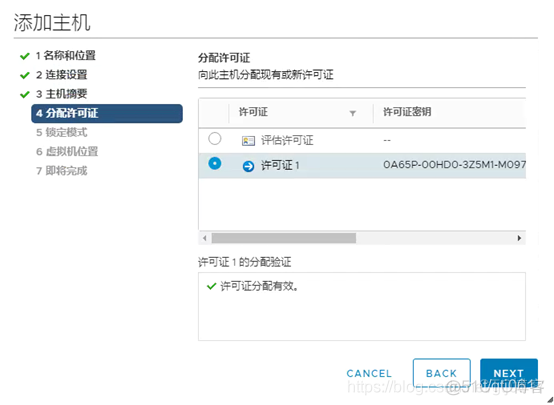 添加主机
1 名称和位置
2 连接设置
3 主机摘要
4 分配许可证
5 锁定模式
6 虚拟机位置
7 即将完成
分配许可证
向此主机分配现有或新许可证
许可证 许可证密钥
评估许可证 --
许可证 1 0A65P-00HD0-3Z5M1-M097
许可证 1 的分配验证
许可证分配有效。
CANCEL BACK NEXT